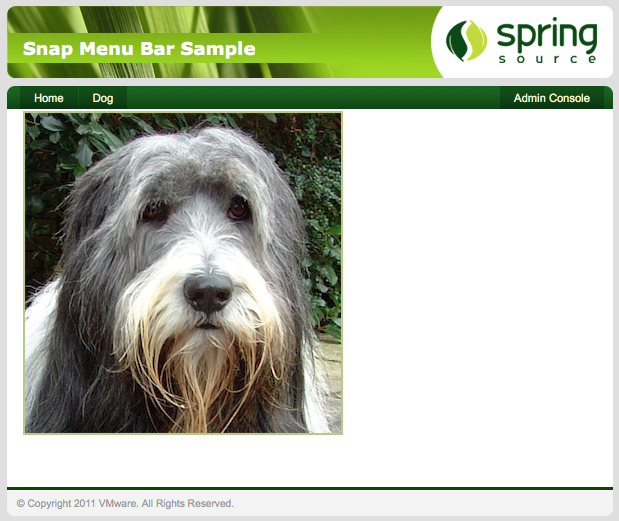 Snap Menu Bar Sample
spring
source
Home
Dog
Admin Console
© Copyright 2011 VMware. All Rights Reserved.